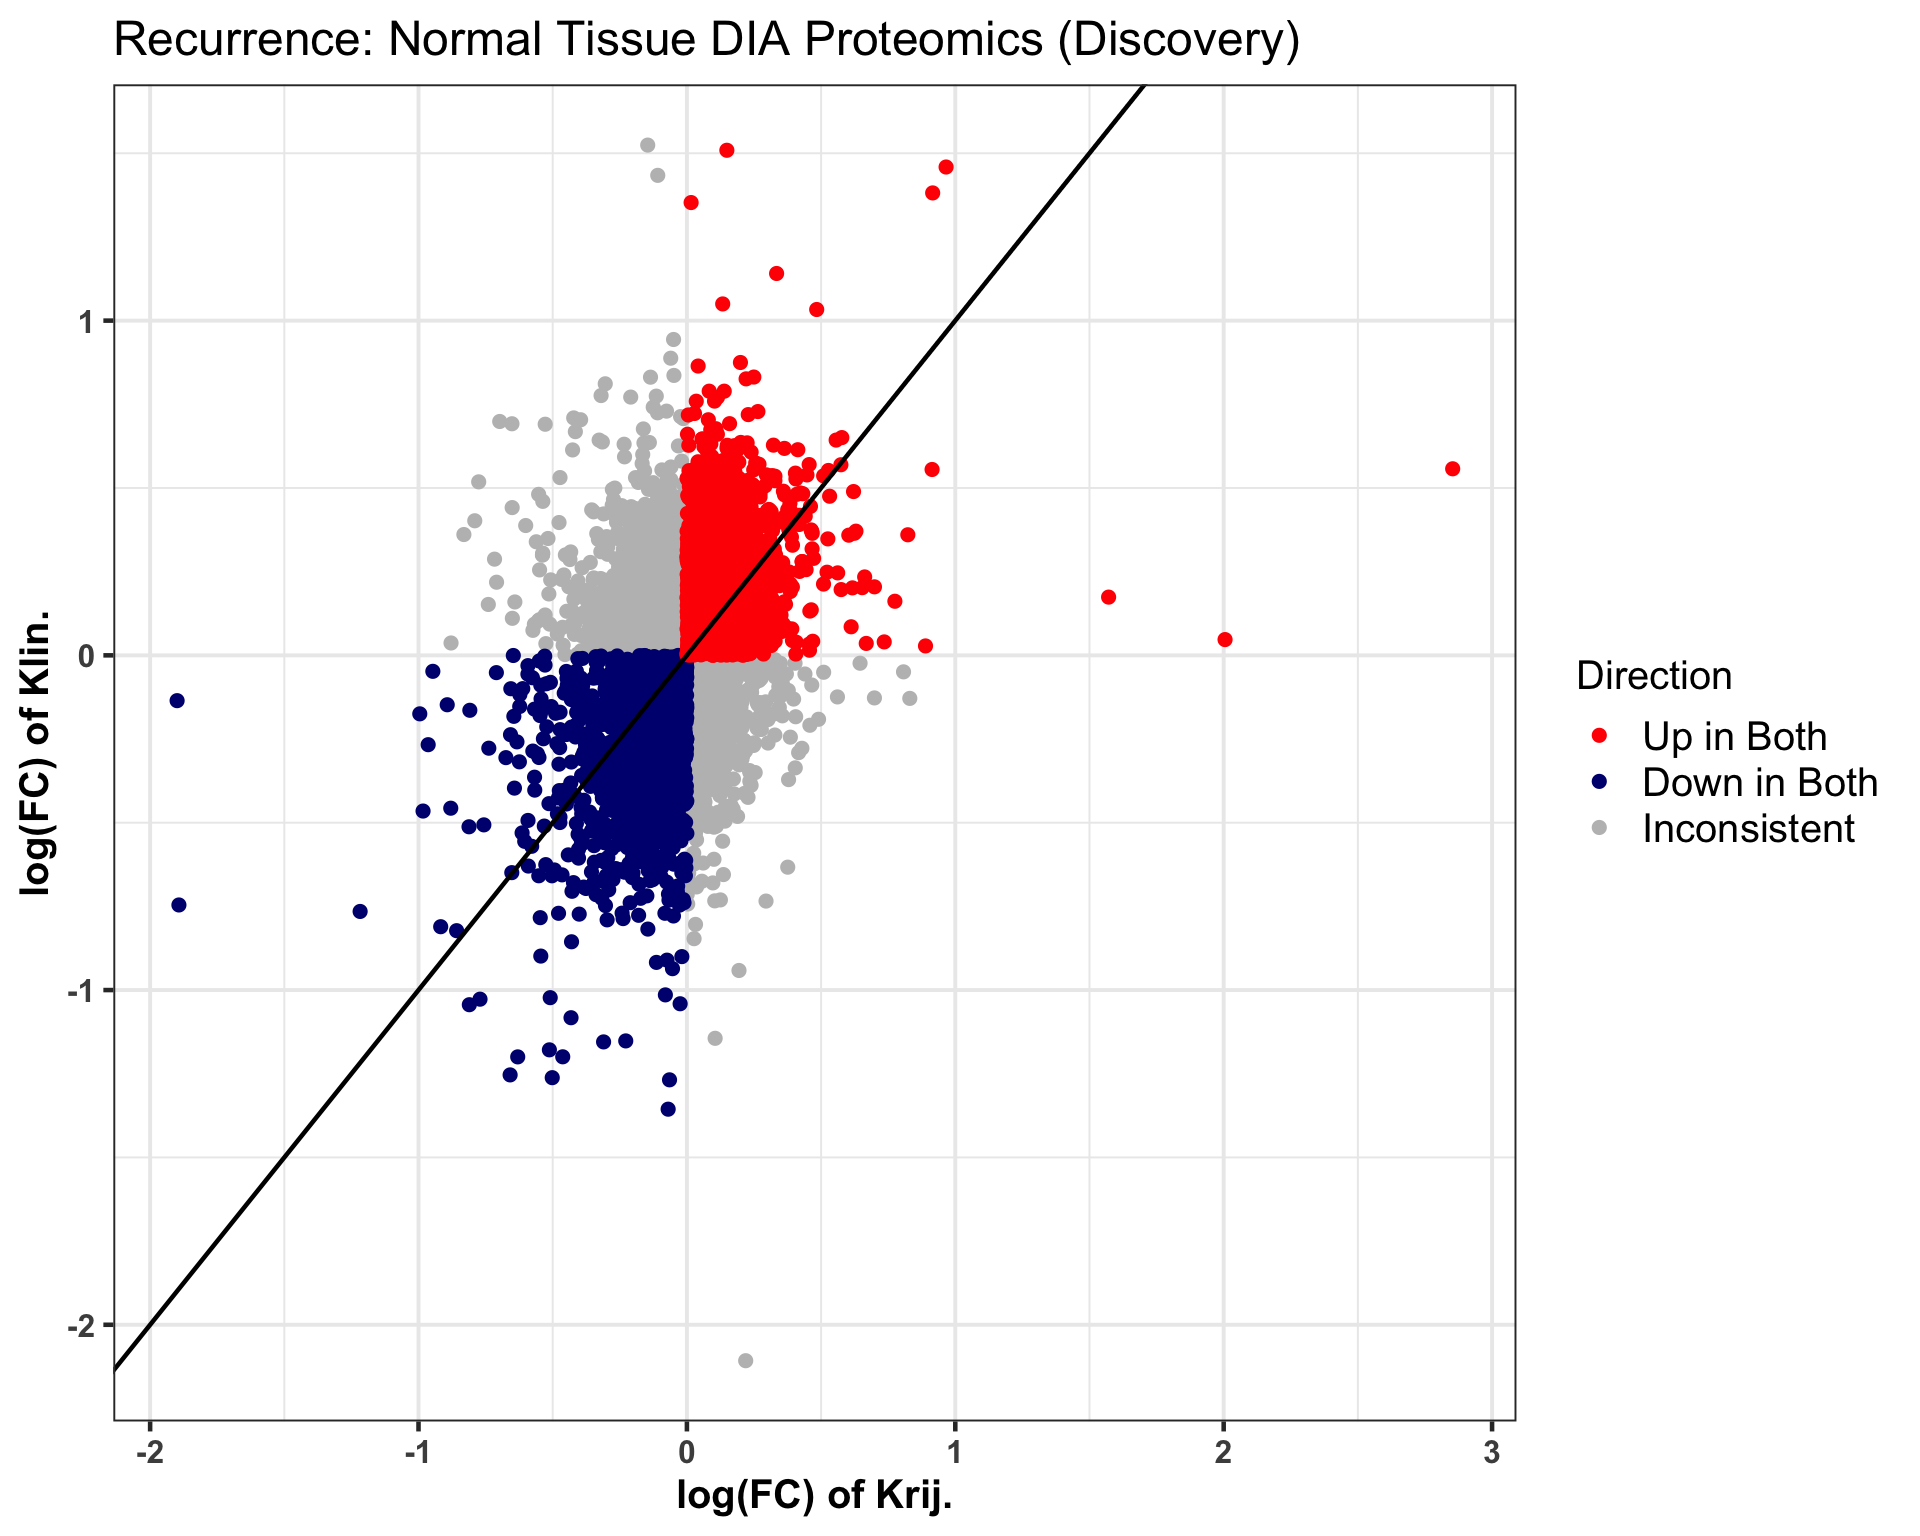 Recurrence: Normal Tissue DIA Proteomics (Discovery)
log(FC) of Klin.
1
0
-1
-2
-2
-1
0
1
2
3
log(FC) of Krij.
Direction
Up in Both
Down in Both
Inconsistent